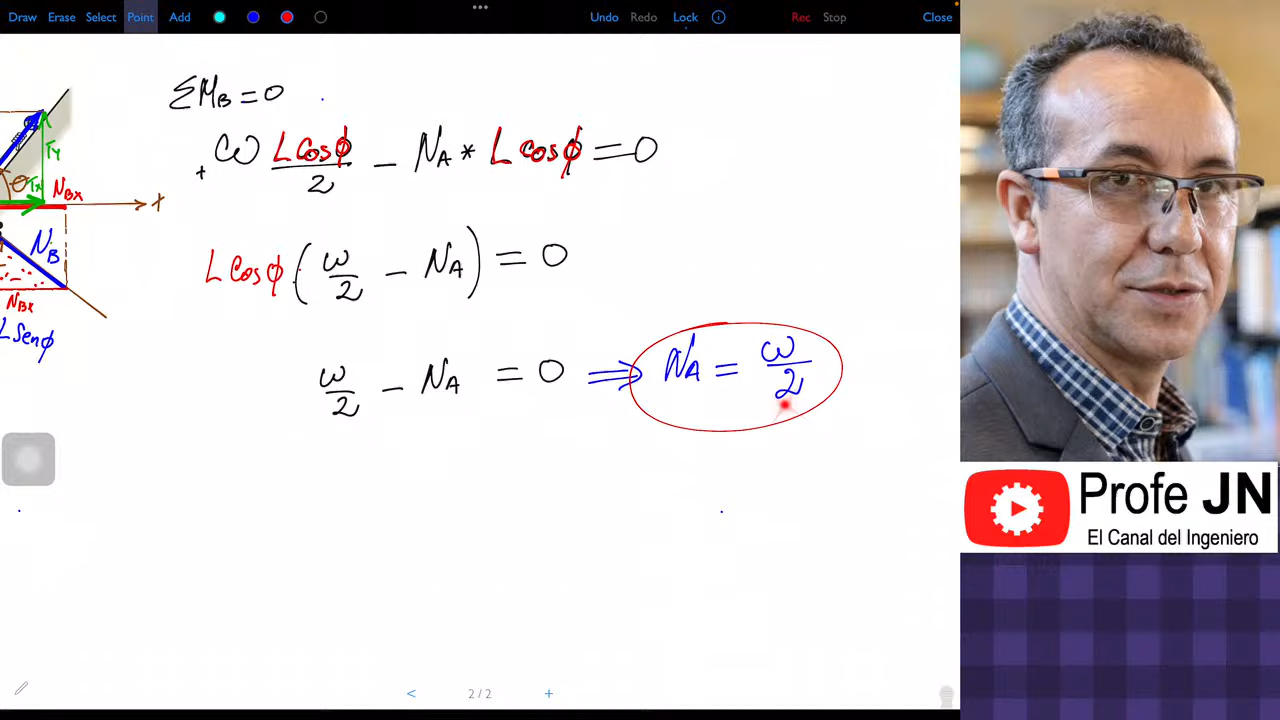 Draw Erase Select Point Add Undo Redo Lock Rec Stop Close
ΣM_B = 0
+ ω LCosϕ/2 − N_A * LCosϕ = 0
LCosϕ (ω/2 − N_A) = 0
ω/2 − N_A = 0 ⇒ N_A = ω/2
Ty
θ Tx N_Bx
x
N_B
N_Bx
LSenϕ
Profe JN
El Canal del Ingeniero
< 2 / 2 +